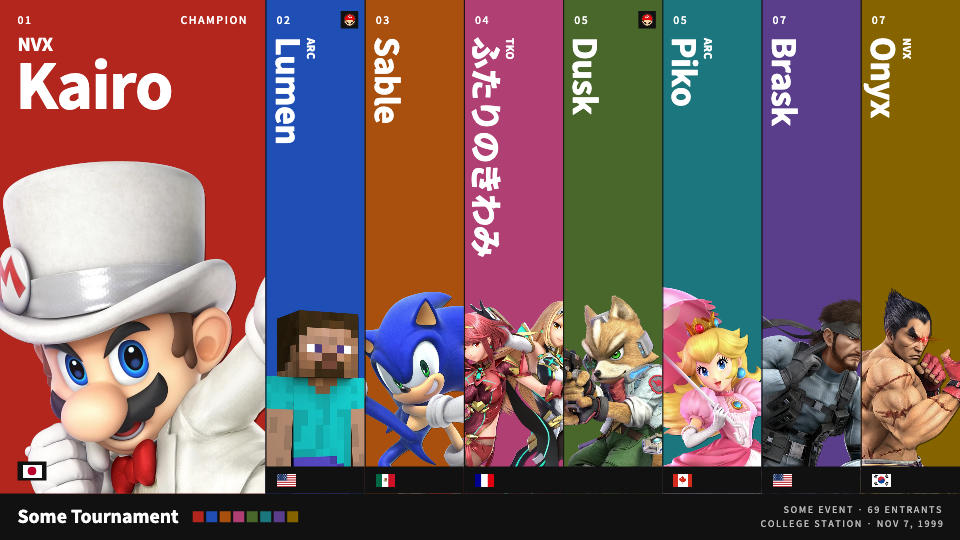 01
CHAMPION
NVX
Kairo
02
ARC
Lumen
03
Sable
04
TKO
ふたりのきわみ
05
Dusk
05
ARC
Piko
07
Brask
07
NVX
Onyx
Some Tournament
SOME EVENT · 69 ENTRANTS
COLLEGE STATION · NOV 7, 1999